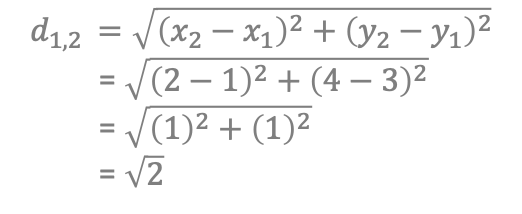 d₁,₂ = √((x₂ − x₁)² + (y₂ − y₁)²)
= √((2 − 1)² + (4 − 3)²)
= √((1)² + (1)²)
= √2